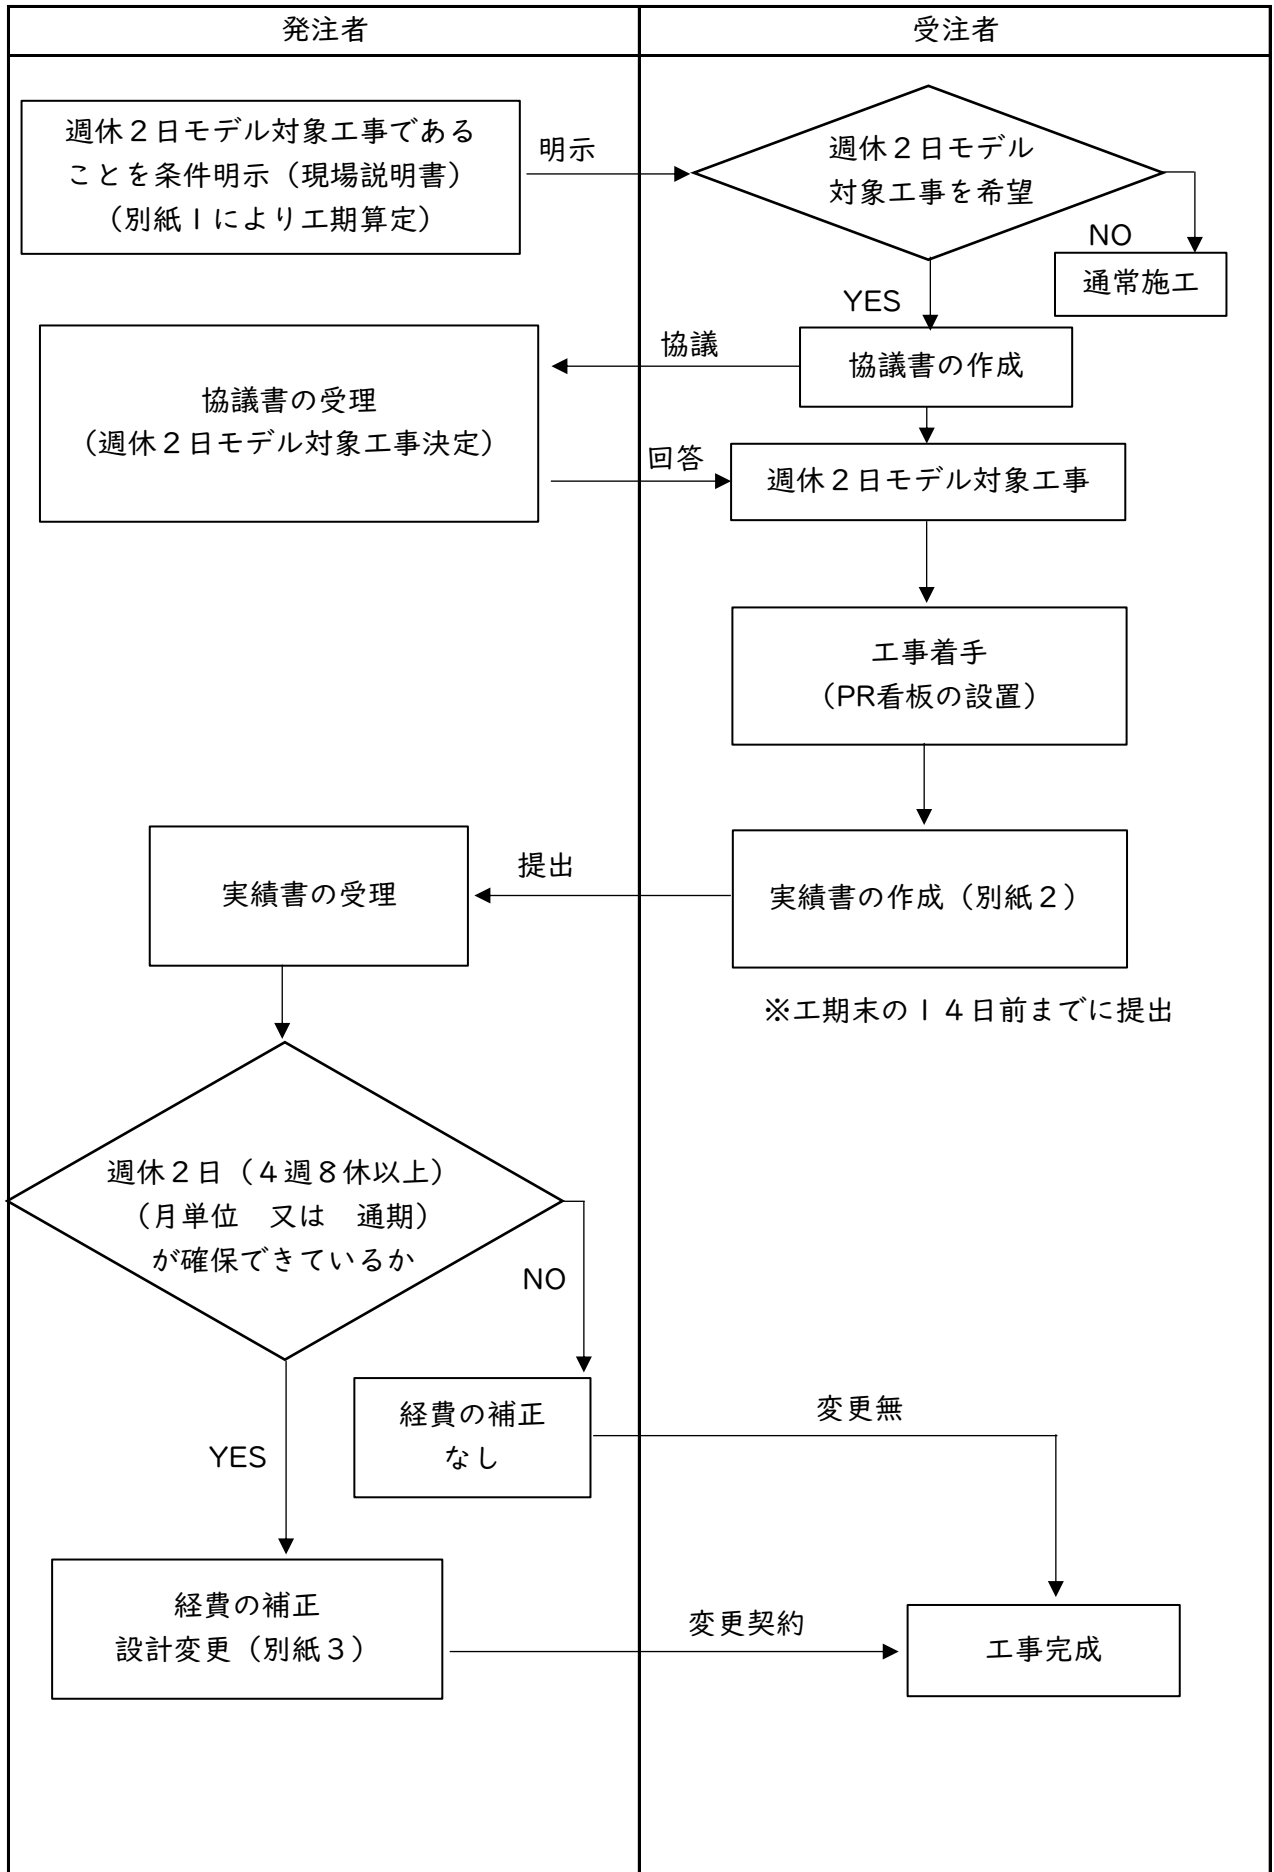 発注者
受注者
週休２日モデル対象工事である
ことを条件明示（現場説明書）
（別紙１により工期算定）
明示
週休２日モデル
対象工事を希望
NO
通常施工
YES
協議書の作成
協議
協議書の受理
（週休２日モデル対象工事決定）
回答
週休２日モデル対象工事
工事着手
（PR看板の設置）
実績書の作成（別紙２）
提出
実績書の受理
※工期末の１４日前までに提出
週休２日（４週８休以上）
（月単位　又は　通期）
が確保できているか
NO
経費の補正
なし
変更無
YES
経費の補正
設計変更（別紙３）
変更契約
工事完成